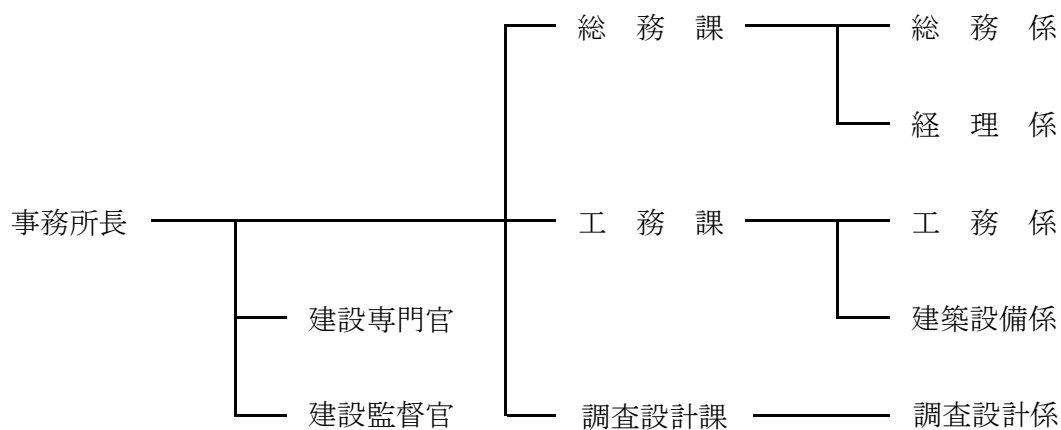 総務課 総務係
経理係
事務所長 工務課 工務係
建設専門官 建築設備係
建設監督官 調査設計課 調査設計係